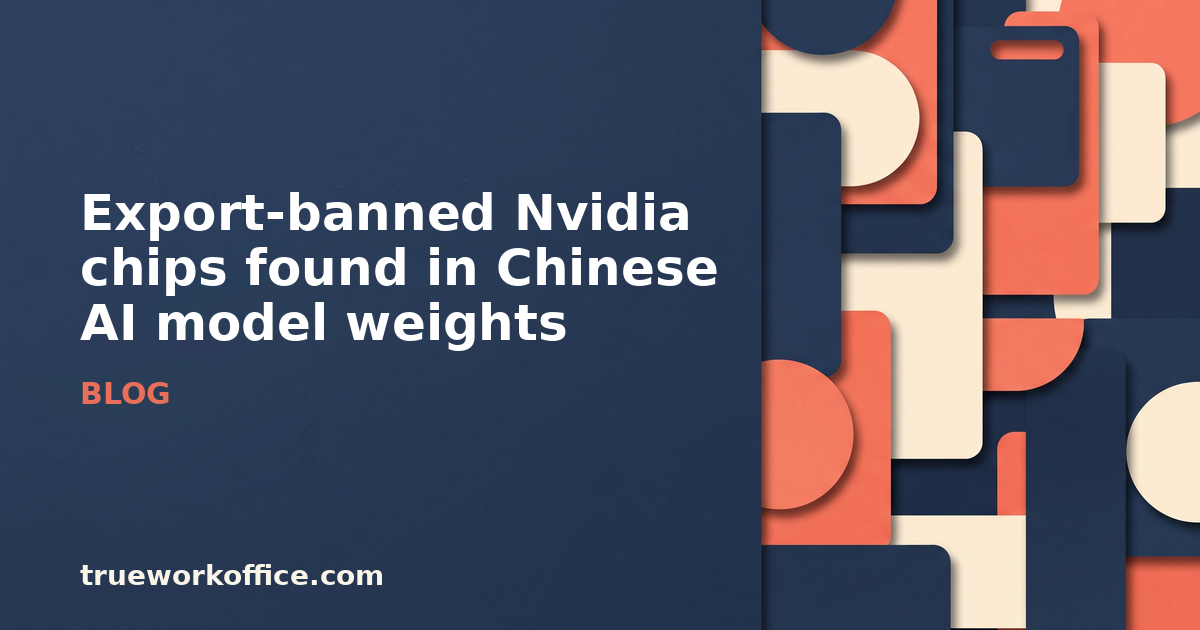 Export-banned Nvidia
chips found in Chinese
AI model weights
BLOG
trueworkoffice.com